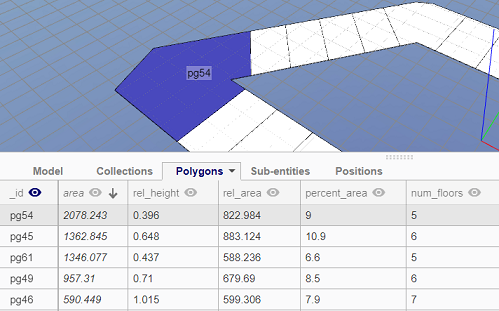 pg54
Model Collections Polygons Sub-entities Positions
_id area rel_height rel_area percent_area num_floors
pg54 2078.243 0.396 822.984 9 5
pg45 1362.845 0.648 883.124 10.9 6
pg61 1346.077 0.437 588.236 6.6 5
pg49 957.31 0.71 679.69 8.5 6
pg46 590.449 1.015 599.306 7.9 7